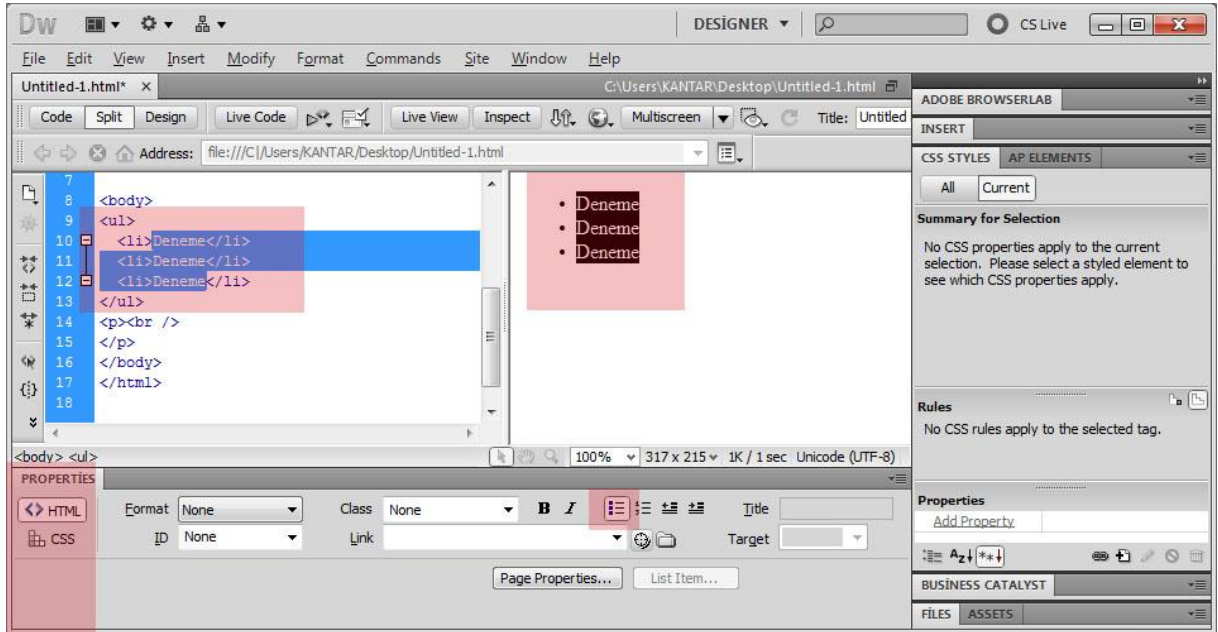 Dw DESİGNER CS Live
File Edit View Insert Modify Format Commands Site Window Help
Untitled-1.html* C:\Users\KANTAR\Desktop\Untitled-1.html
Code Split Design Live Code Live View Inspect Multiscreen Title: Untitled
Address: file:///C|/Users/KANTAR/Desktop/Untitled-1.html
7
8 <body>
9 <ul>
10 <li>Deneme</li>
11 <li>Deneme</li>
12 <li>Deneme</li>
13 </ul>
14 <p><br />
15 </p>
16 </body>
17 </html>
18
• Deneme
• Deneme
• Deneme
<body> <ul> 100% 317 x 215 1K / 1 sec Unicode (UTF-8)
PROPERTİES
HTML Format None Class None B I Title
CSS ID None Link Target
Page Properties... List Item...
ADOBE BROWSERLAB
INSERT
CSS STYLES AP ELEMENTS
All Current
Summary for Selection
No CSS properties apply to the current
selection. Please select a styled element to
see which CSS properties apply.
Rules
No CSS rules apply to the selected tag.
Properties
Add Property
Az **
BUSİNESS CATALYST
FİLES ASSETS